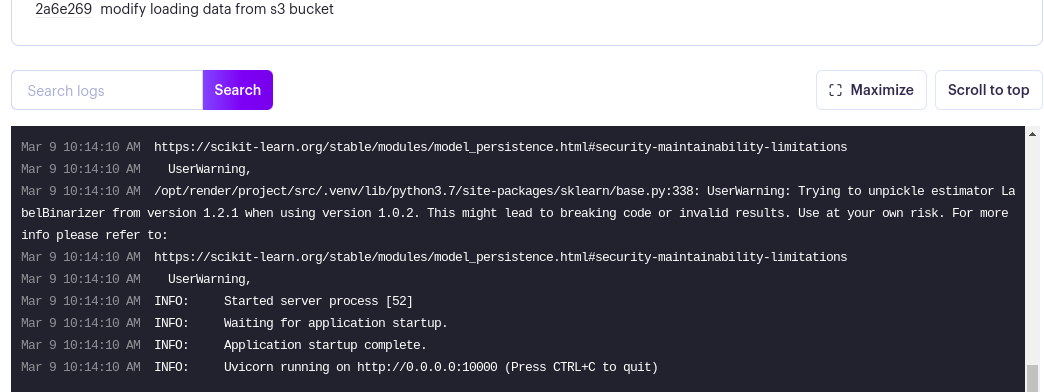 2a6e269 modify loading data from s3 bucket
Search logs Search Maximize Scroll to top
Mar 9 10:14:10 AM https://scikit-learn.org/stable/modules/model_persistence.html#security-maintainability-limitations
Mar 9 10:14:10 AM UserWarning,
Mar 9 10:14:10 AM /opt/render/project/src/.venv/lib/python3.7/site-packages/sklearn/base.py:338: UserWarning: Trying to unpickle estimator La
belBinarizer from version 1.2.1 when using version 1.0.2. This might lead to breaking code or invalid results. Use at your own risk. For more
info please refer to:
Mar 9 10:14:10 AM https://scikit-learn.org/stable/modules/model_persistence.html#security-maintainability-limitations
Mar 9 10:14:10 AM UserWarning,
Mar 9 10:14:10 AM INFO: Started server process [52]
Mar 9 10:14:10 AM INFO: Waiting for application startup.
Mar 9 10:14:10 AM INFO: Application startup complete.
Mar 9 10:14:10 AM INFO: Uvicorn running on http://0.0.0.0:10000 (Press CTRL+C to quit)